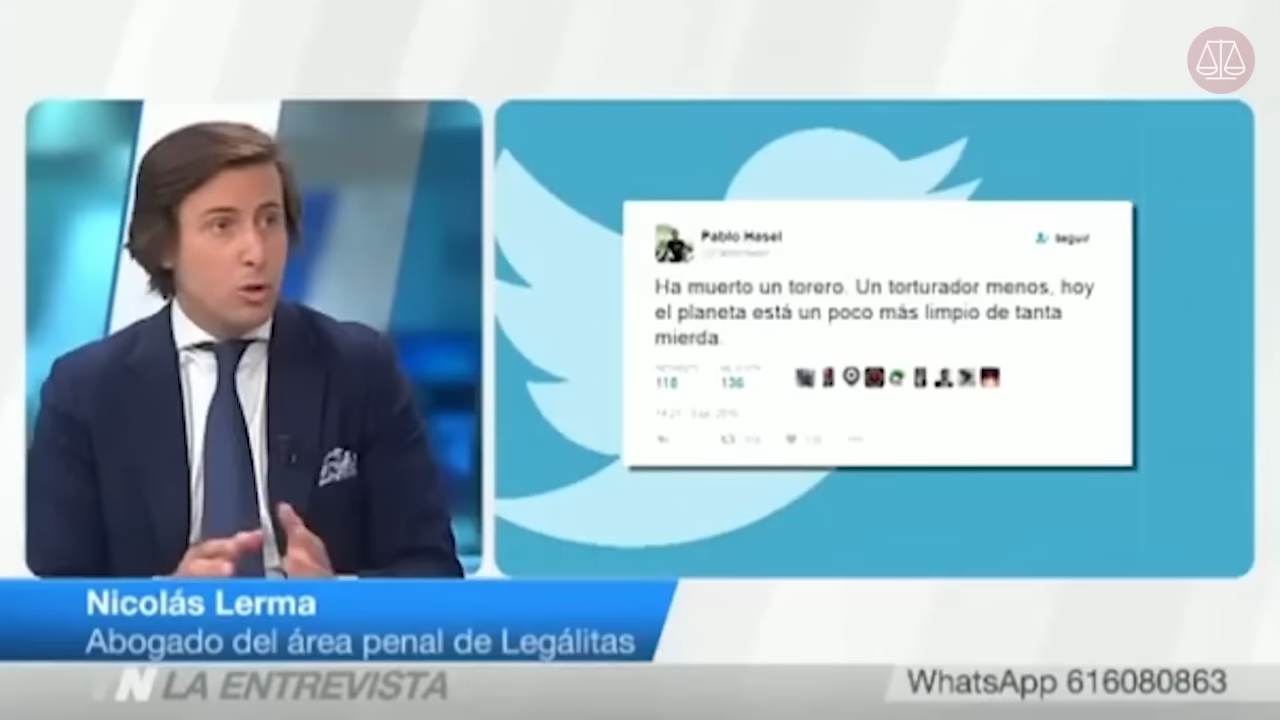 Pablo Hasel
Seguir
Ha muerto un torero. Un torturador menos, hoy
el planeta está un poco más limpio de tanta
mierda.
118 136
Nicolás Lerma
Abogado del área penal de Legálitas
N LA ENTREVISTA
WhatsApp 616080863